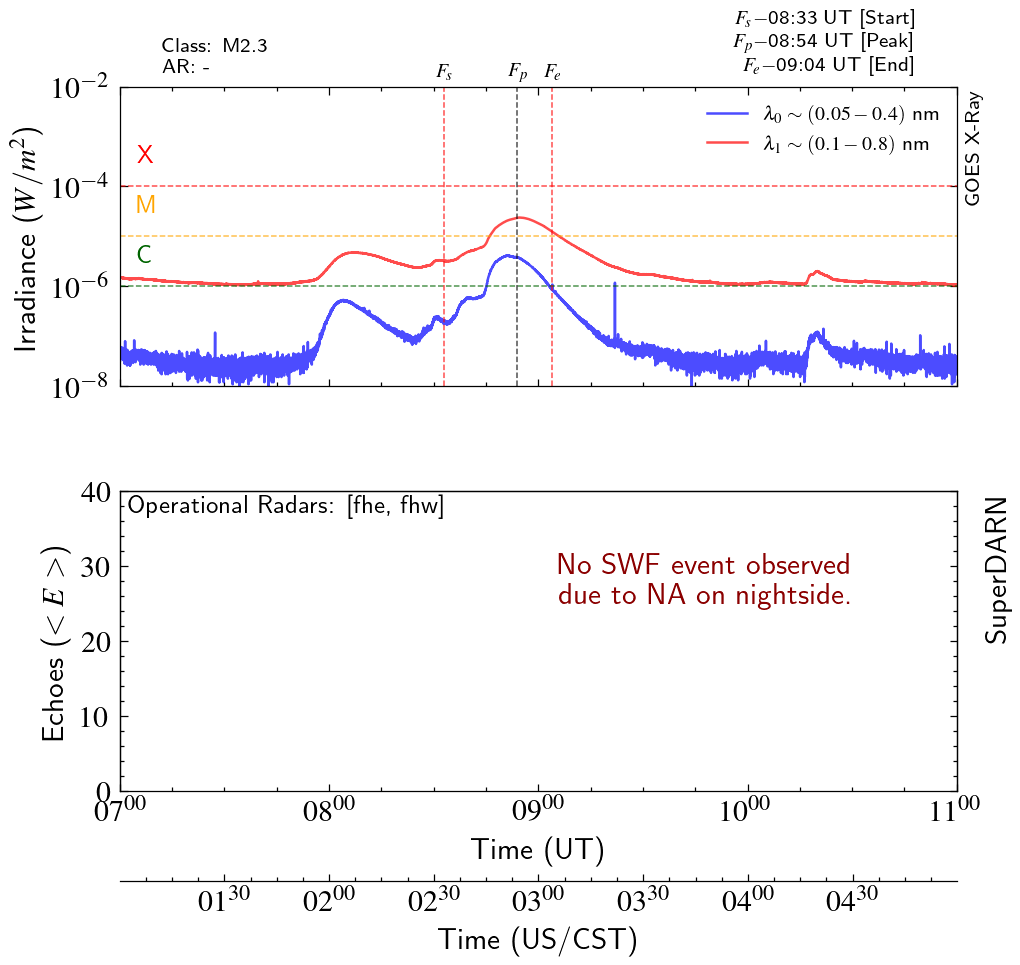 Class: M2.3
AR: -
Fs−08:33 UT [Start]
Fp−08:54 UT [Peak]
Fe−09:04 UT [End]
Fs
Fp
Fe
10⁻²
10⁻⁴
10⁻⁶
10⁻⁸
Irradiance (W/m²)
X
M
C
λ₀ ∼ (0.05 − 0.4) nm
λ₁ ∼ (0.1 − 0.8) nm
GOES X-Ray
Operational Radars: [fhe, fhw]
No SWF event observed
due to NA on nightside.
40
30
20
10
0
Echoes (< E >)
SuperDARN
07⁰⁰ 08⁰⁰ 09⁰⁰ 10⁰⁰ 11⁰⁰
Time (UT)
01³⁰ 02⁰⁰ 02³⁰ 03⁰⁰ 03³⁰ 04⁰⁰ 04³⁰
Time (US/CST)